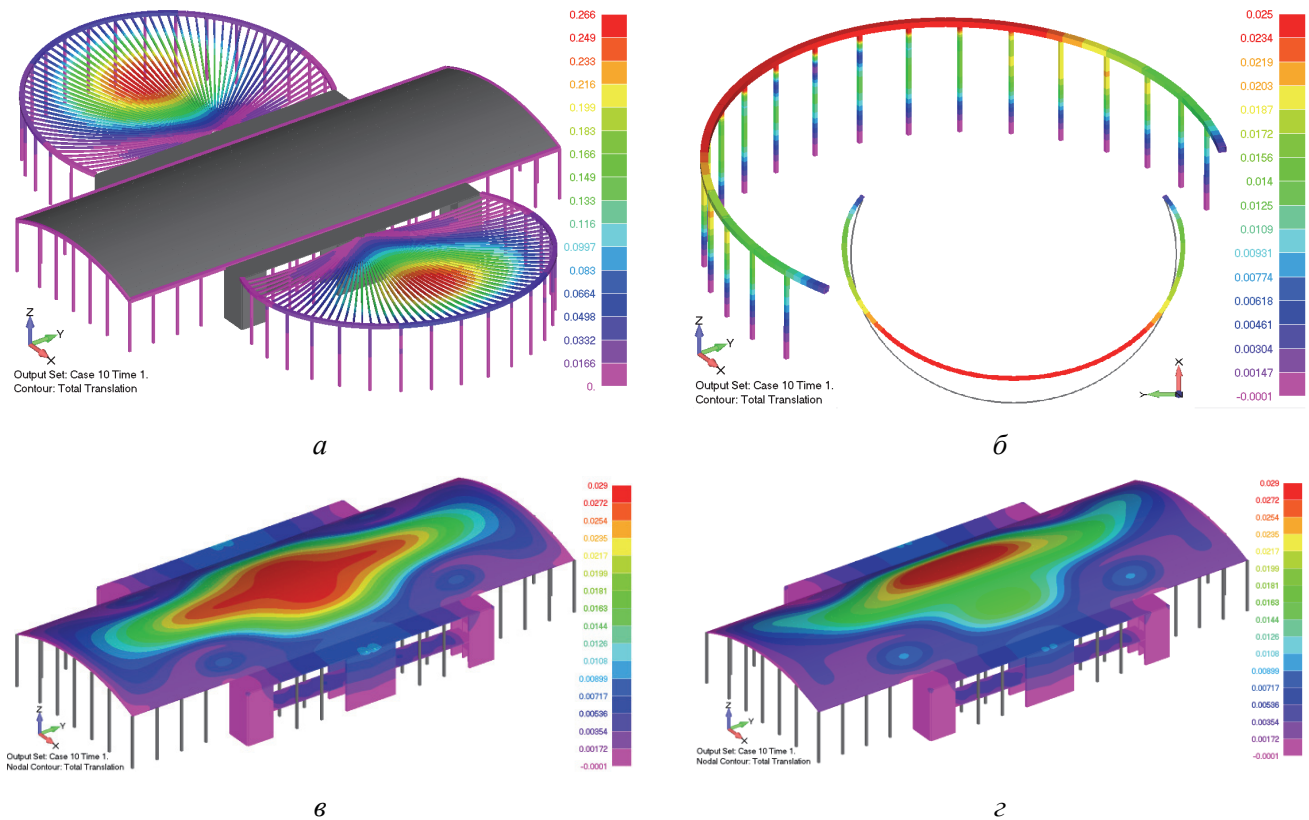 0.266
0.249
0.233
0.216
0.199
0.183
0.166
0.149
0.133
0.116
0.0997
0.083
0.0664
0.0498
0.0332
0.0166
0.
Z
Y
X
Output Set: Case 10 Time 1.
Contour: Total Translation
а
0.025
0.0234
0.0219
0.0203
0.0187
0.0172
0.0156
0.014
0.0125
0.0109
0.00931
0.00774
0.00618
0.00461
0.00304
0.00147
-0.0001
Z
Y
X
X
Y
Output Set: Case 10 Time 1.
Contour: Total Translation
б
0.029
0.0272
0.0254
0.0235
0.0217
0.0199
0.0181
0.0163
0.0144
0.0126
0.0108
0.00899
0.00717
0.00536
0.00354
0.00172
-0.0001
Z
Y
X
Output Set: Case 10 Time 1.
Nodal Contour: Total Translation
в
0.029
0.0272
0.0254
0.0235
0.0217
0.0199
0.0181
0.0163
0.0144
0.0126
0.0108
0.00899
0.00717
0.00536
0.00354
0.00172
-0.0001
Z
Y
X
Output Set: Case 10 Time 1.
Nodal Contour: Total Translation
г